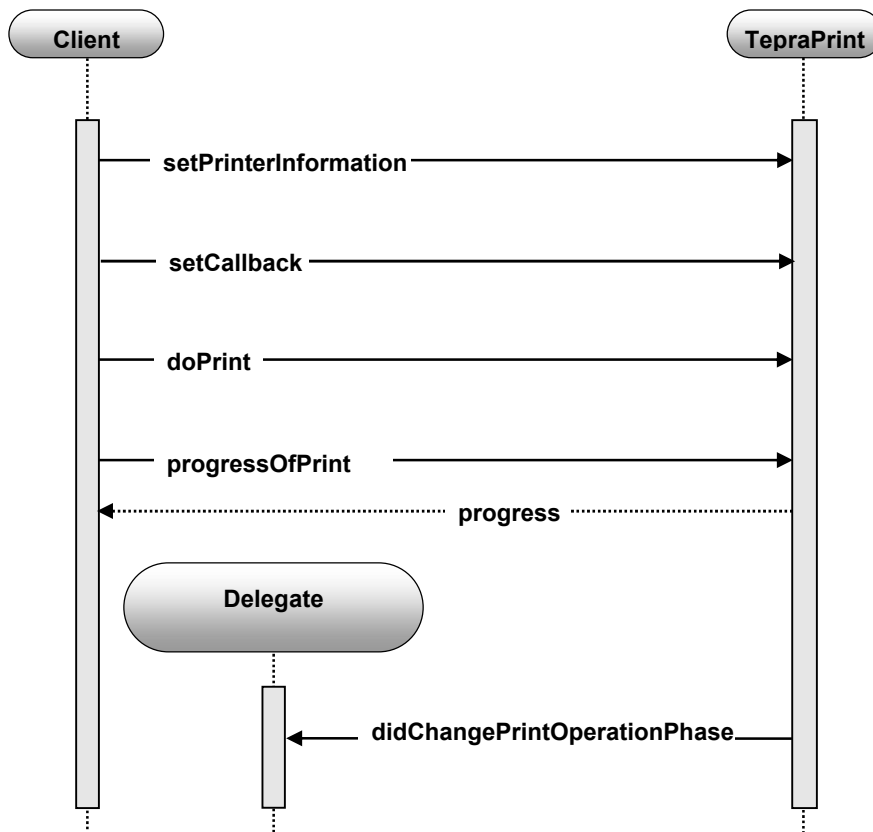 Client
TepraPrint
setPrinterInformation
setCallback
doPrint
progressOfPrint
progress
Delegate
didChangePrintOperationPhase